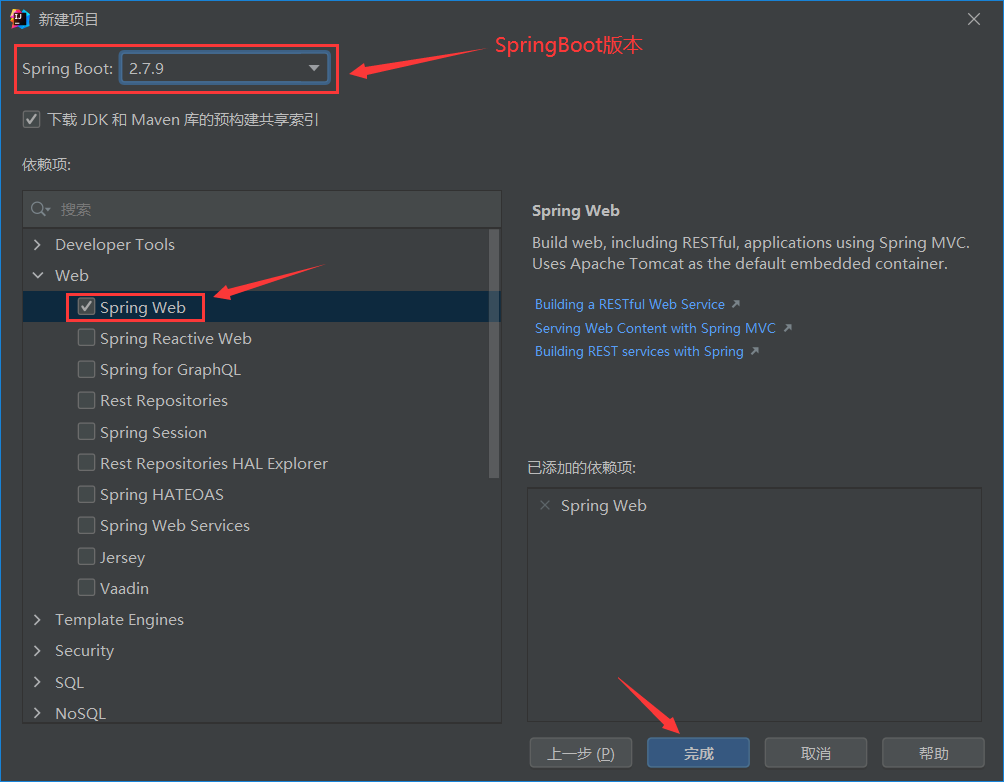 新建项目
SpringBoot版本
Spring Boot: 2.7.9
下载 JDK 和 Maven 库的预构建共享索引
依赖项:
搜索
Developer Tools
Web
Spring Web
Spring Reactive Web
Spring for GraphQL
Rest Repositories
Spring Session
Rest Repositories HAL Explorer
Spring HATEOAS
Spring Web Services
Jersey
Vaadin
Template Engines
Security
SQL
NoSQL
Spring Web
Build web, including RESTful, applications using Spring MVC.
Uses Apache Tomcat as the default embedded container.
Building a RESTful Web Service
Serving Web Content with Spring MVC
Building REST services with Spring
已添加的依赖项:
Spring Web
上一步 (P)
完成
取消
帮助